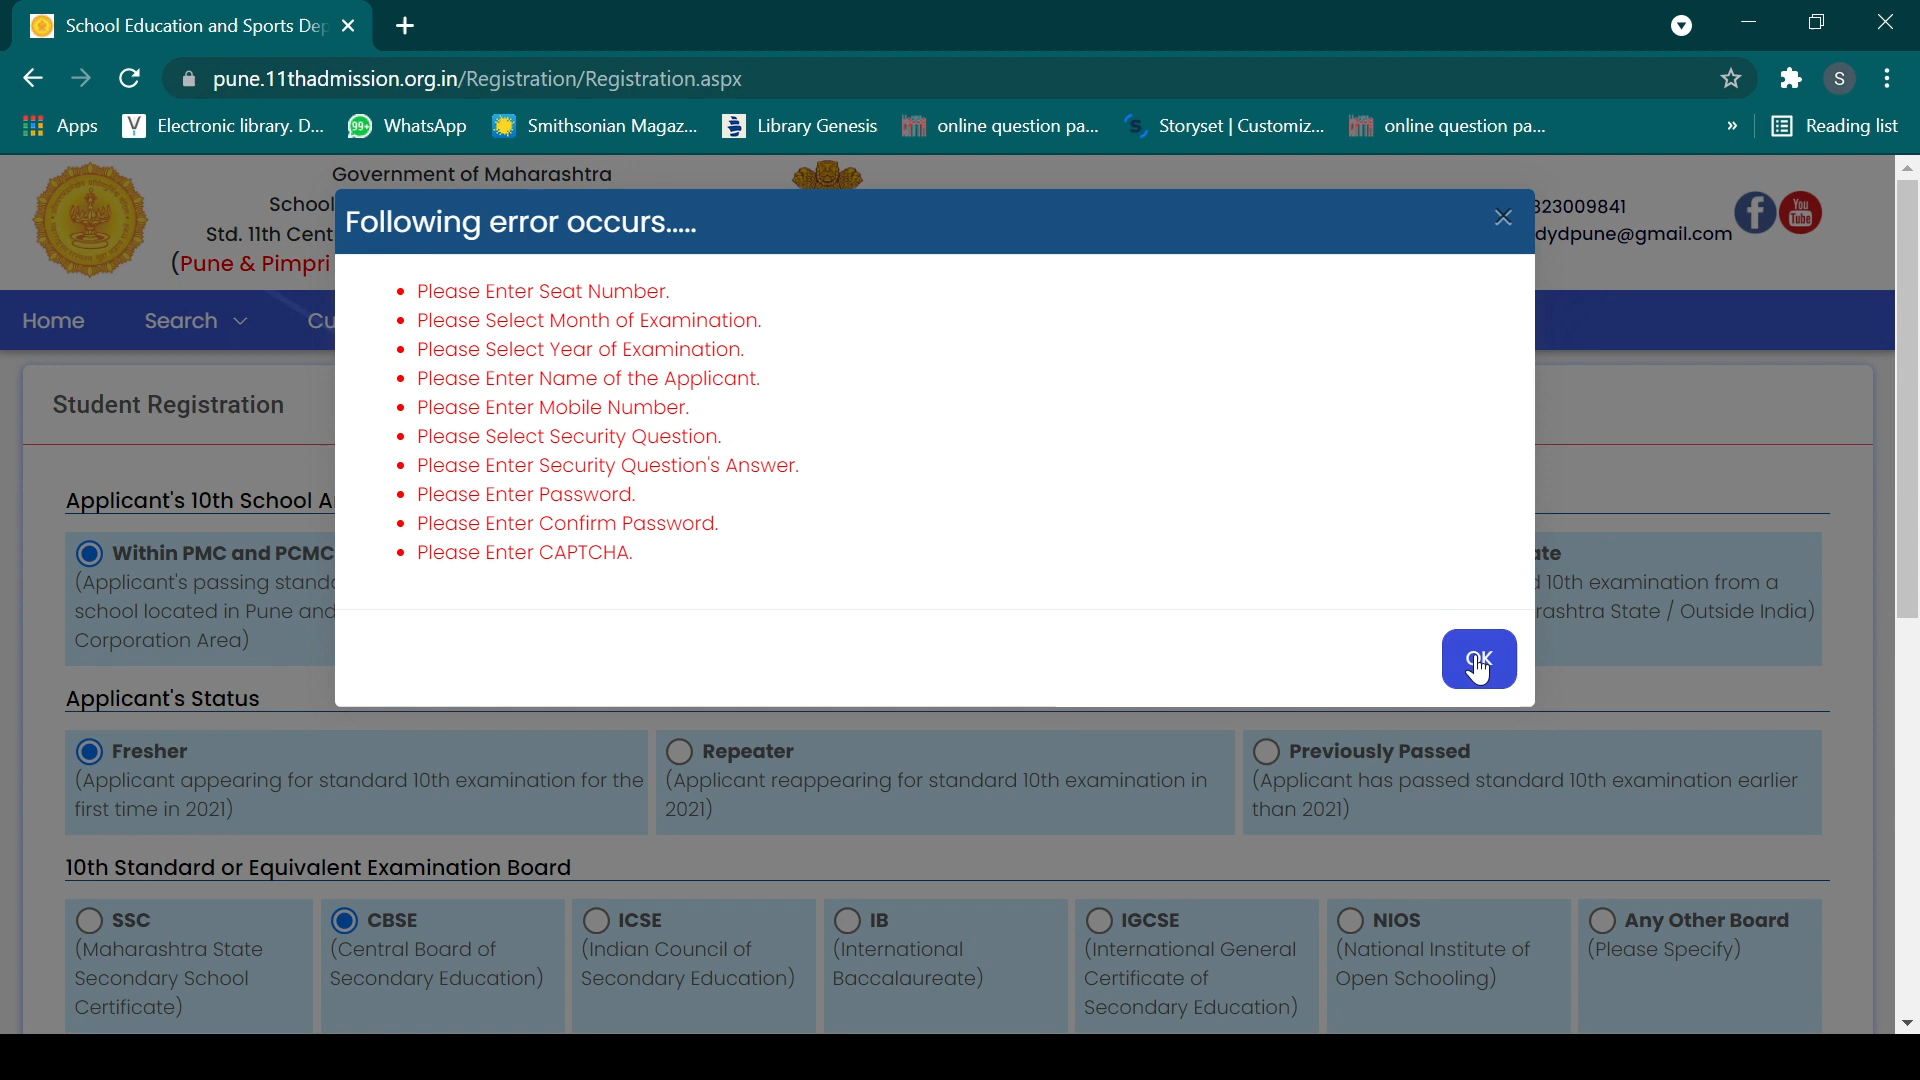 School Education and Sports Dep
S
pune.11thadmission.org.in/Registration/Registration.aspx
Apps
Electronic library. D...
99+
WhatsApp
Smithsonian Magaz...
Library Genesis
online question pa...
Storyset | Customiz...
online question pa...
»
Reading list
Government of Maharashtra
School
Std. 11th Cent
(Pune & Pimpri
323009841
dydpune@gmail.com
You Tube
Following error occurs.....
Home
Search
Cu
• Please Enter Seat Number.
• Please Select Month of Examination.
• Please Select Year of Examination.
• Please Enter Name of the Applicant.
• Please Enter Mobile Number.
• Please Select Security Question.
• Please Enter Security Question's Answer.
• Please Enter Password.
• Please Enter Confirm Password.
• Please Enter CAPTCHA.
OK
Student Registration
Applicant's 10th School A
Within PMC and PCMC
(Applicant's passing stand
school located in Pune and
Corporation Area)
ate
10th examination from a
rashtra State / Outside India)
Applicant's Status
Fresher
(Applicant appearing for standard 10th examination for the
first time in 2021)
Repeater
(Applicant reappearing for standard 10th examination in
2021)
Previously Passed
(Applicant has passed standard 10th examination earlier
than 2021)
10th Standard or Equivalent Examination Board
SSC
(Maharashtra State
Secondary School
Certificate)
CBSE
(Central Board of
Secondary Education)
ICSE
(Indian Council of
Secondary Education)
IB
(International
Baccalaureate)
IGCSE
(International General
Certificate of
Secondary Education)
NIOS
(National Institute of
Open Schooling)
Any Other Board
(Please Specify)